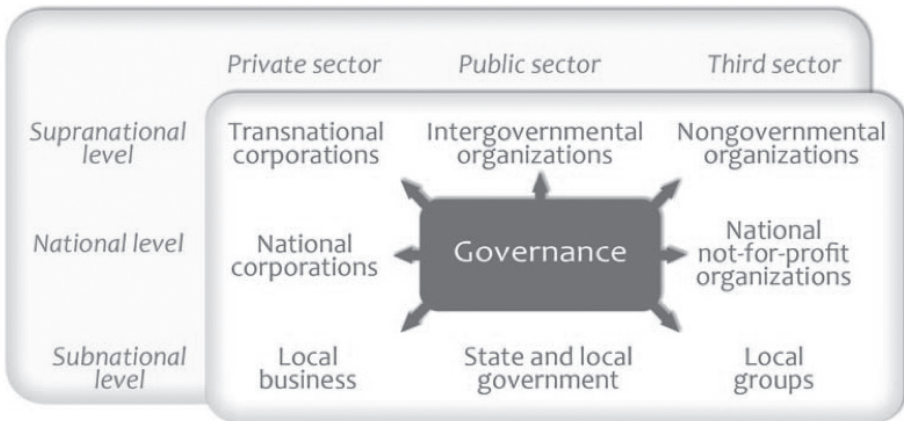 Private sector Public sector Third sector
Supranational level
Transnational corporations
Intergovernmental organizations
Nongovernmental organizations
National level
National corporations
Governance
National not-for-profit organizations
Subnational level
Local business
State and local government
Local groups